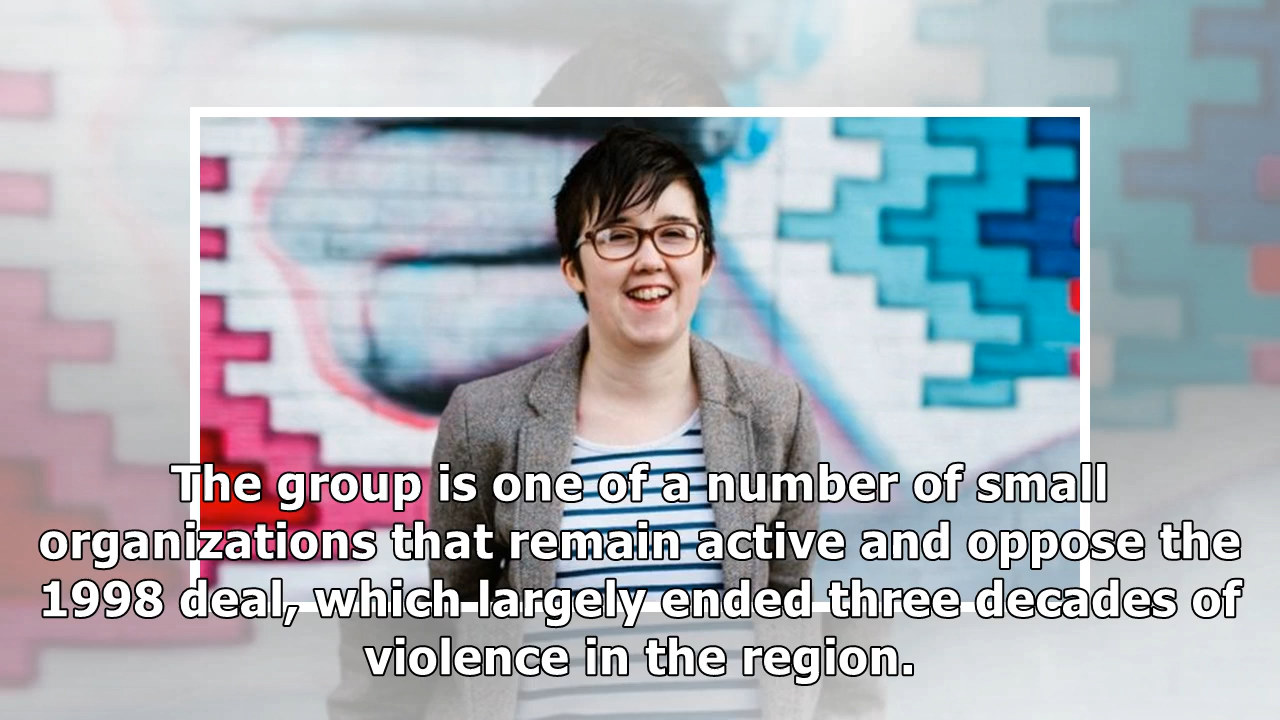 The group is one of a number of small
organizations that remain active and oppose the
1998 deal, which largely ended three decades of
violence in the region.